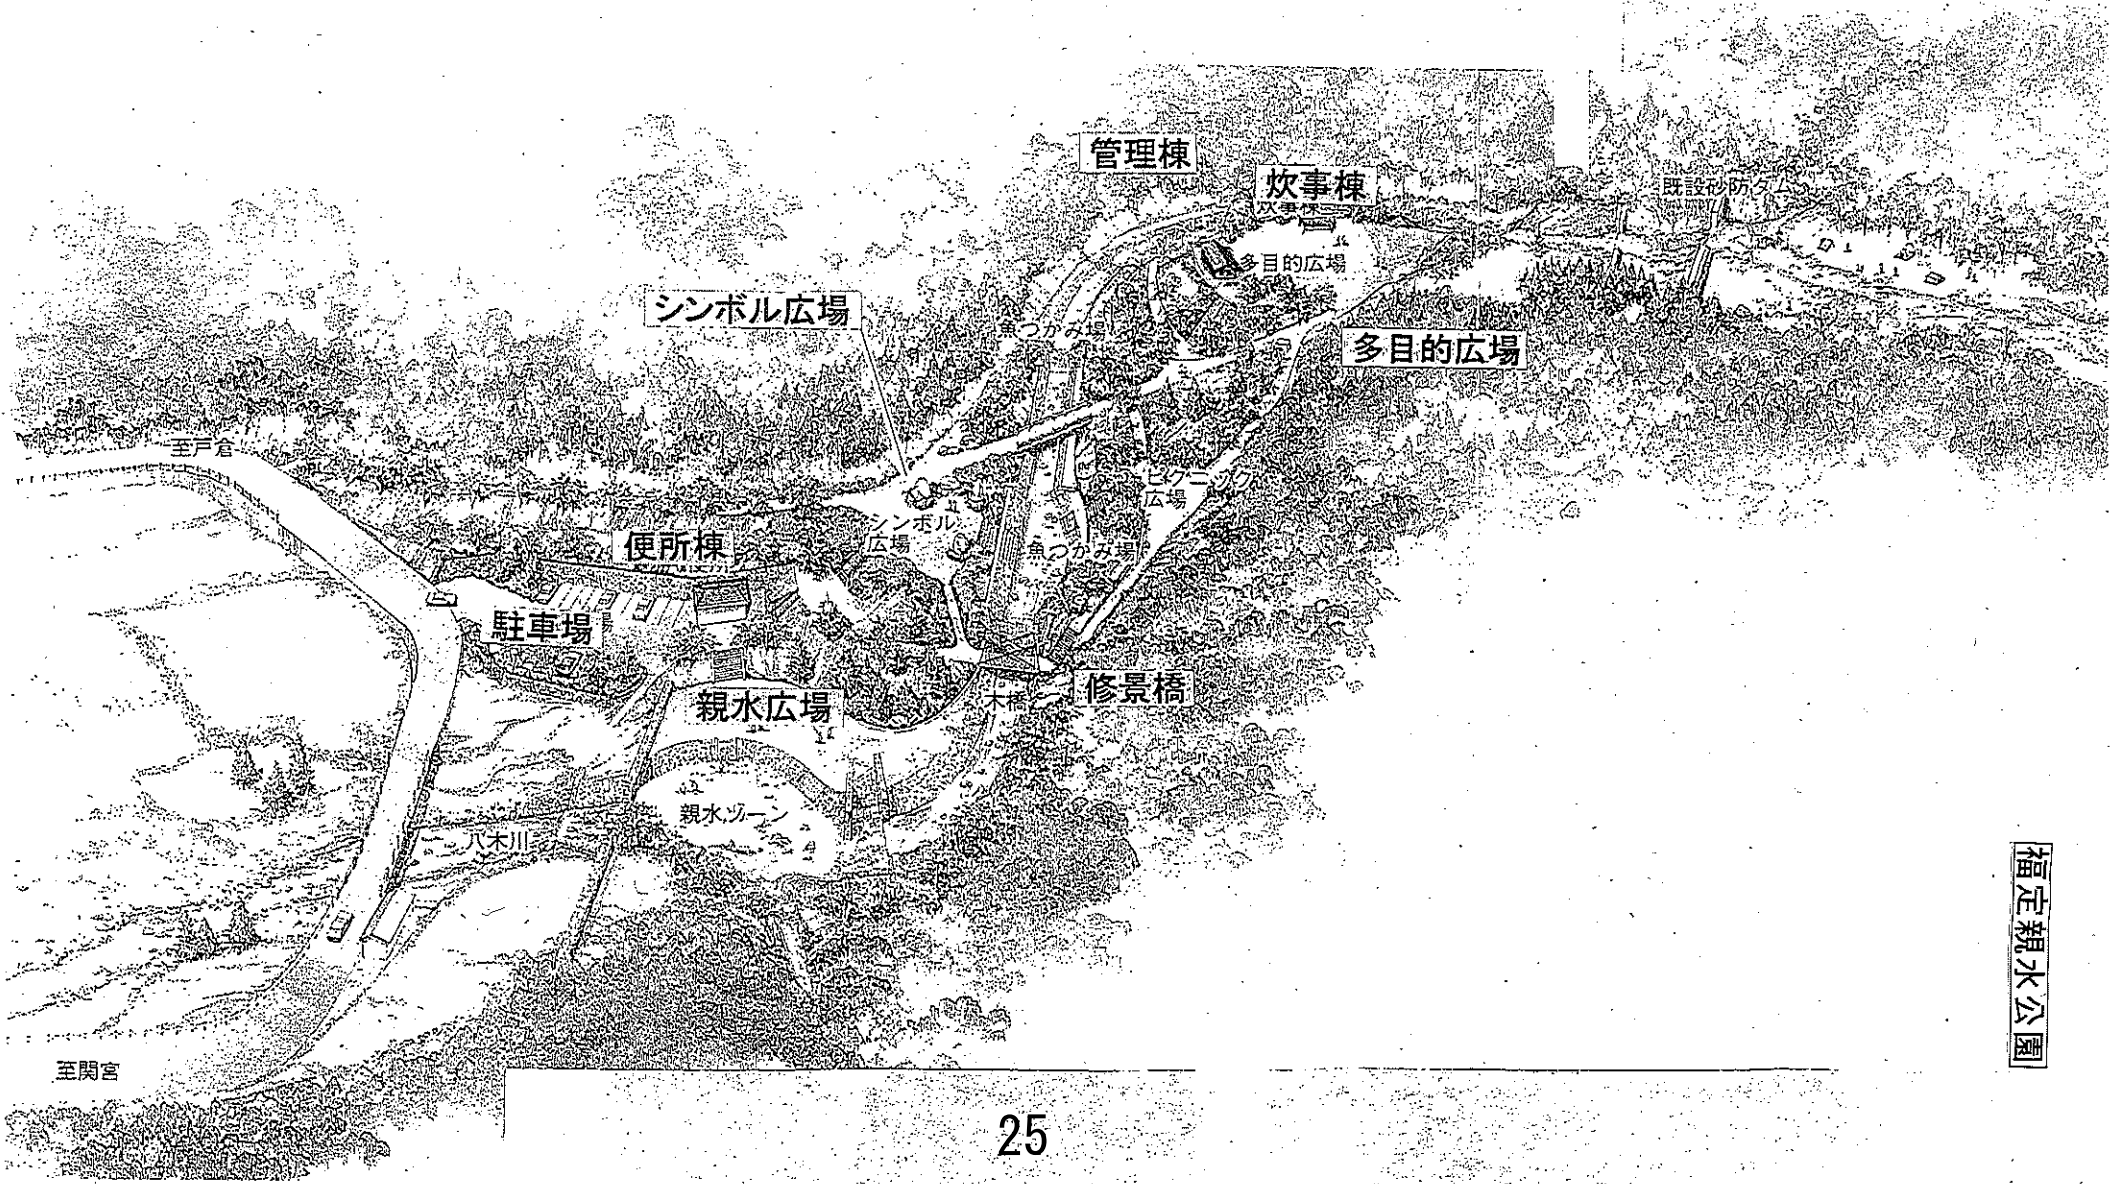 管理棟
炊事棟
炊事棟
既設砂防ダム
多目的広場
シンボル広場
魚つかみ場
多目的広場
至戸倉
ピクニック
広場
シンボル
広場
便所棟
魚つかみ場
駐車場
場
親水広場
木橋
修景橋
親水ゾーン
八木川
福定親水公園
至関宮
25